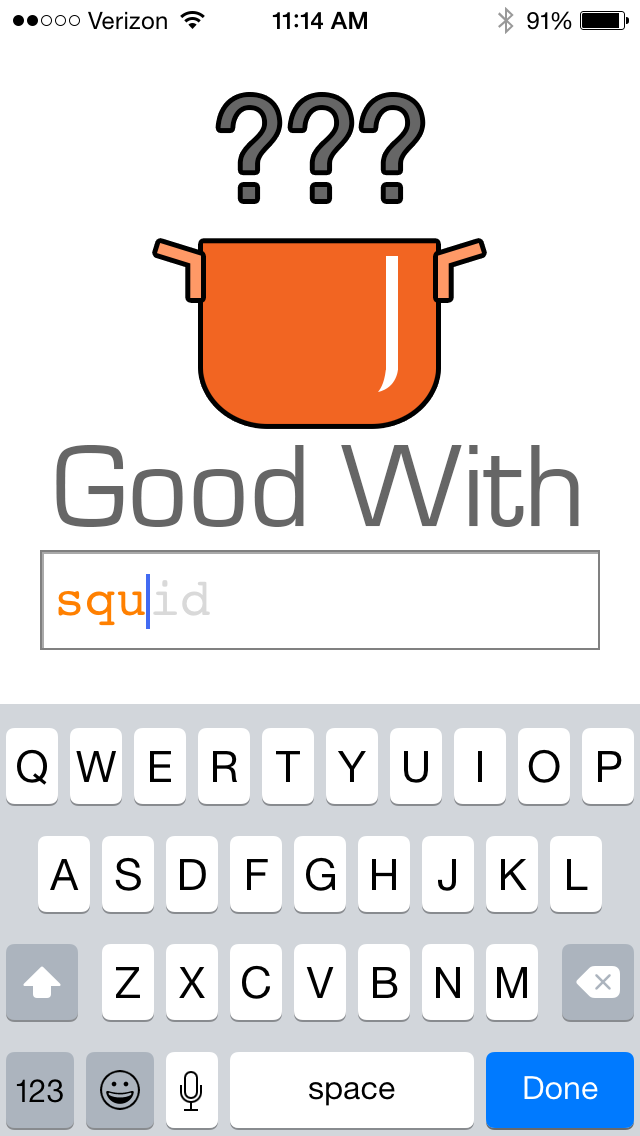 Verizon 11:14 AM 91%
???
Good With
squid
Q W E R T Y U I O P
A S D F G H J K L
Z X C V B N M
123 space Done